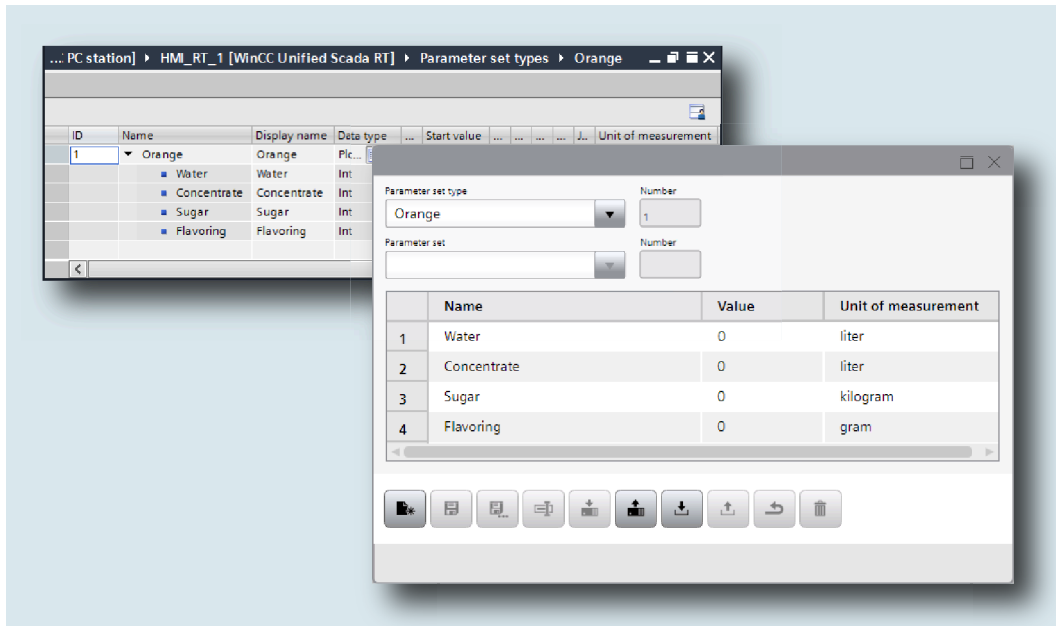 ...: PC station] ▸ HMI_RT_1 [WinCC Unified Scada RT] ▸ Parameter set types ▸ Orange
ID Name Display name Data type ... Start value ... ... ... ... J... Unit of measurement
1 Orange Orange Plc...
Water Water Int
Concentrate Concentrate Int
Sugar Sugar Int
Flavoring Flavoring Int
Parameter set type Number
Orange 1
Parameter set Number
Name Value Unit of measurement
1 Water 0 liter
2 Concentrate 0 liter
3 Sugar 0 kilogram
4 Flavoring 0 gram